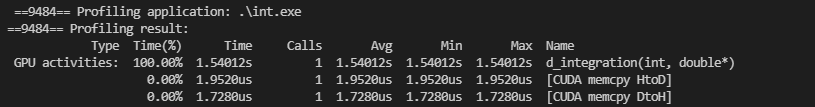 ==9484== Profiling application: .\int.exe
==9484== Profiling result:
Type Time(%) Time Calls Avg Min Max Name
GPU activities: 100.00% 1.54012s 1 1.54012s 1.54012s 1.54012s d_integration(int, double*)
0.00% 1.9520us 1 1.9520us 1.9520us 1.9520us [CUDA memcpy HtoD]
0.00% 1.7280us 1 1.7280us 1.7280us 1.7280us [CUDA memcpy DtoH]